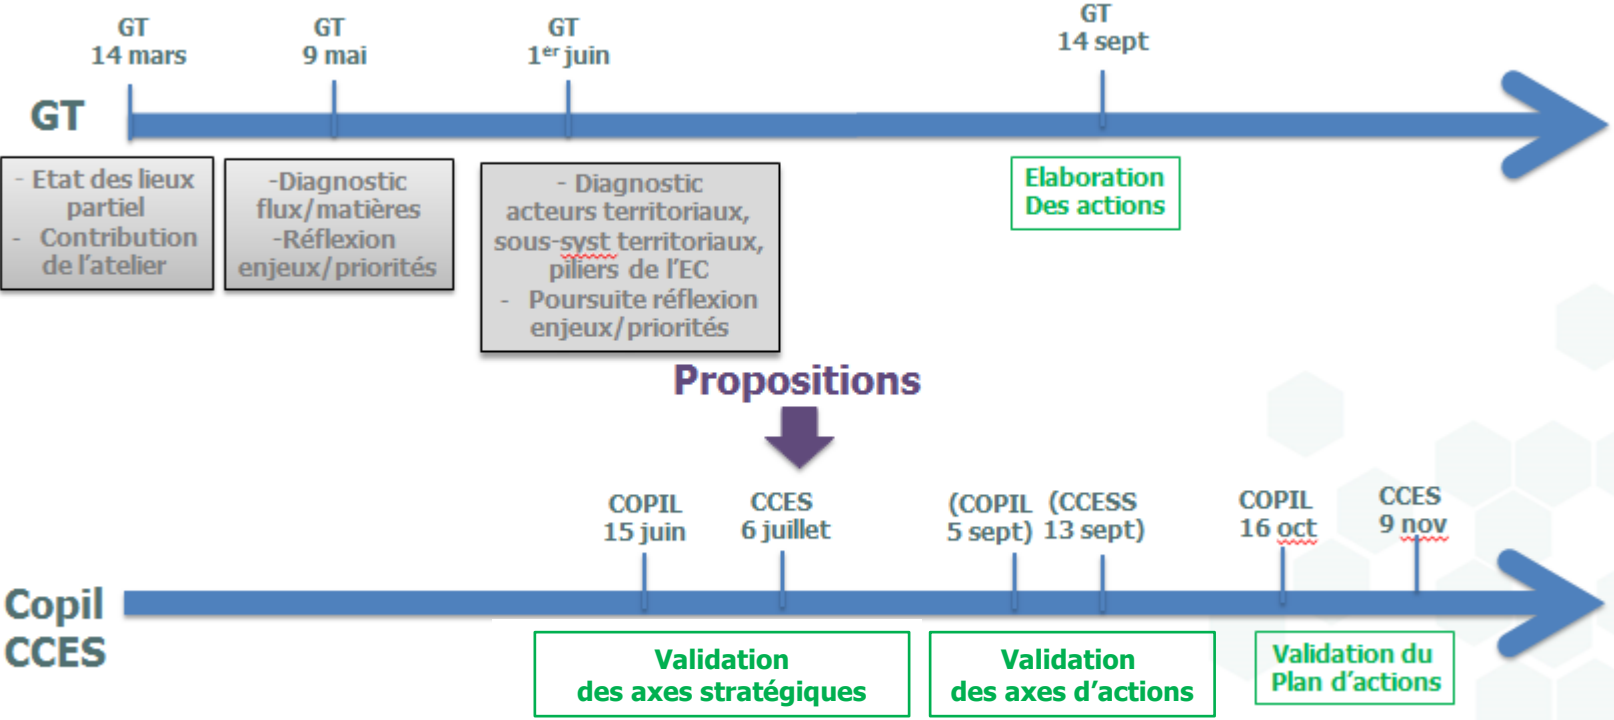 GT
14 mars
GT
9 mai
GT
1er juin
GT
14 sept
GT
- Etat des lieux
partiel
- Contribution
de l'atelier
-Diagnostic
flux/matières
-Réflexion
enjeux/priorités
- Diagnostic
acteurs territoriaux,
sous-syst territoriaux,
piliers de l'EC
- Poursuite réflexion
enjeux/priorités
Elaboration
Des actions
Propositions
COPIL
15 juin
CCES
6 juillet
(COPIL
5 sept)
(CCESS
13 sept)
COPIL
16 oct
CCES
9 nov
Copil
CCES
Validation
des axes stratégiques
Validation
des axes d'actions
Validation du
Plan d'actions